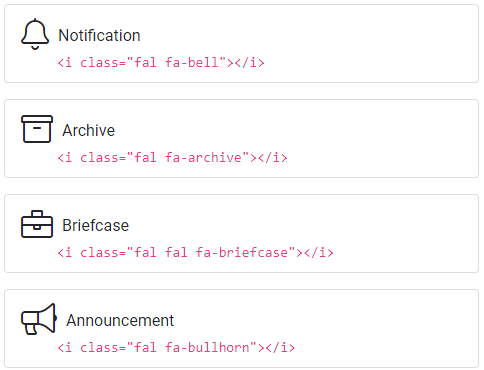 Notification
<i class="fal fa-bell"></i>
Archive
<i class="fal fa-archive"></i>
Briefcase
<i class="fal fal fa-briefcase"></i>
Announcement
<i class="fal fa-bullhorn"></i>